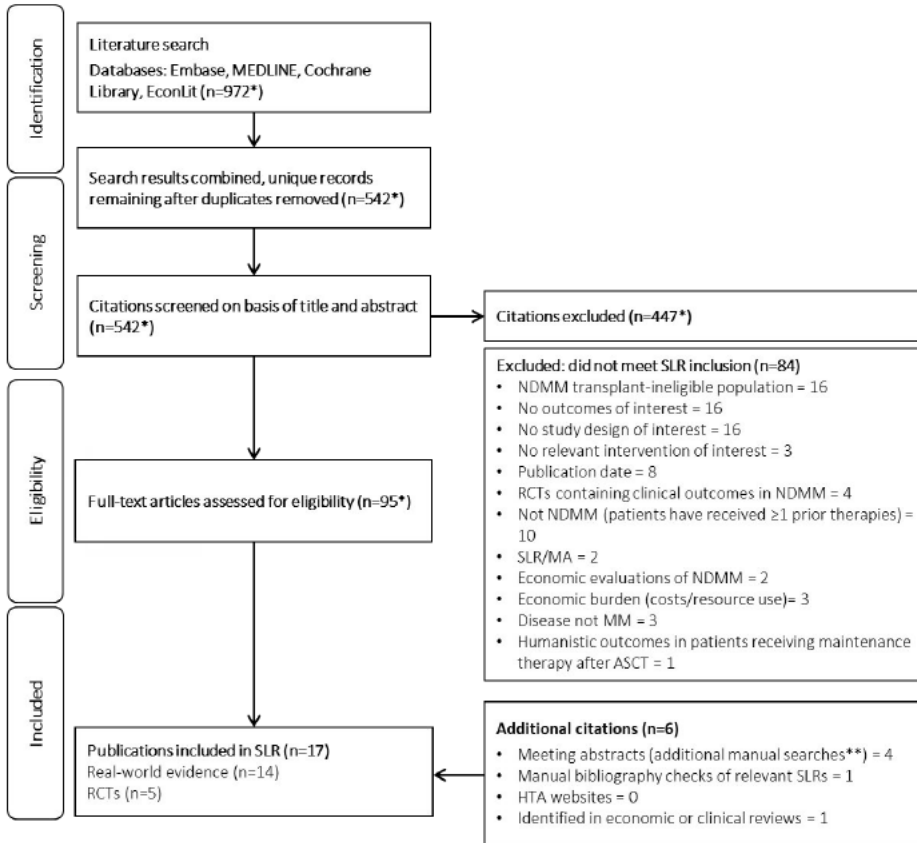 Identification
Literature search
Databases: Embase, MEDLINE, Cochrane
Library, EconLit (n=972*)
Search results combined, unique records
remaining after duplicates removed (n=542*)
Screening
Citations screened on basis of title and abstract
(n=542*)
Citations excluded (n=447*)
Eligibility
Full-text articles assessed for eligibility (n=95*)
Excluded: did not meet SLR inclusion (n=84)
• NDMM transplant-ineligible population = 16
• No outcomes of interest = 16
• No study design of interest = 16
• No relevant intervention of interest = 3
• Publication date = 8
• RCTs containing clinical outcomes in NDMM = 4
• Not NDMM (patients have received ≥1 prior therapies) =
10
• SLR/MA = 2
• Economic evaluations of NDMM = 2
• Economic burden (costs/resource use)= 3
• Disease not MM = 3
• Humanistic outcomes in patients receiving maintenance
therapy after ASCT = 1
Included
Publications included in SLR (n=17)
Real-world evidence (n=14)
RCTs (n=5)
Additional citations (n=6)
• Meeting abstracts (additional manual searches**) = 4
• Manual bibliography checks of relevant SLRs = 1
• HTA websites = 0
• Identified in economic or clinical reviews = 1